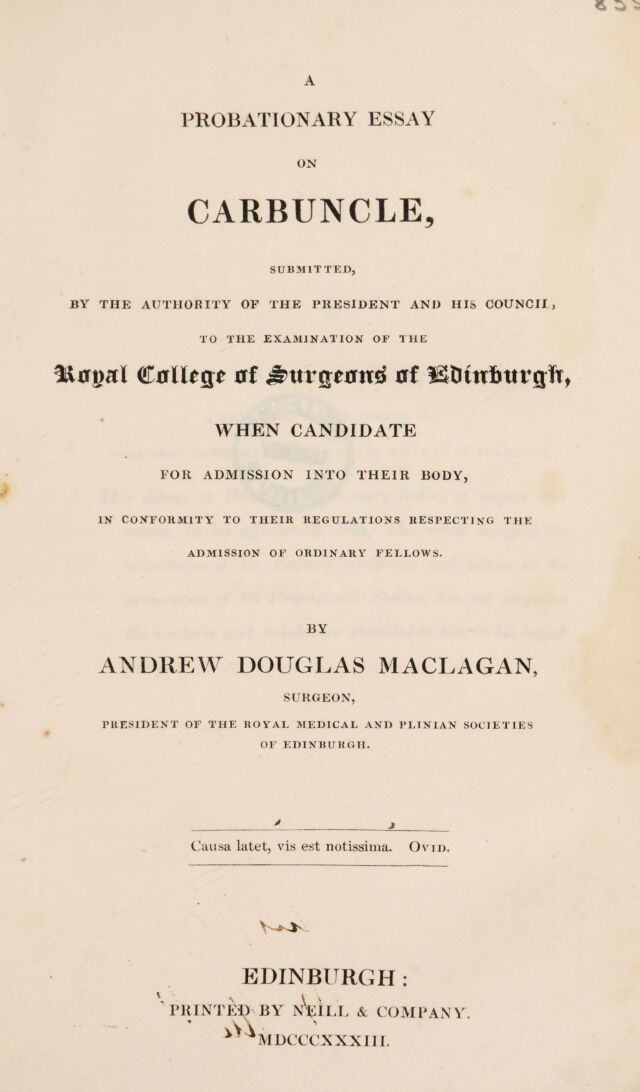 A
PROBATIONARY ESSAY
ON
CARBUNCLE,
SUBMITTED,
BY THE AUTHORITY OF THE PRESIDENT AND HIS COUNCIL,
TO THE EXAMINATION OF THE
Royal College of Surgeons of Edinburgh,
WHEN CANDIDATE
FOR ADMISSION INTO THEIR BODY,
IN CONFORMITY TO THEIR REGULATIONS RESPECTING THE
ADMISSION OF ORDINARY FELLOWS.
BY
ANDREW DOUGLAS MACLAGAN,
SURGEON,
PRESIDENT OF THE ROYAL MEDICAL AND PLINIAN SOCIETIES
OF EDINBURGH.
Causa latet, vis est notissima. OVID.
EDINBURGH:
PRINTED BY NEILL & COMPANY.
MDCCCXXXIII.